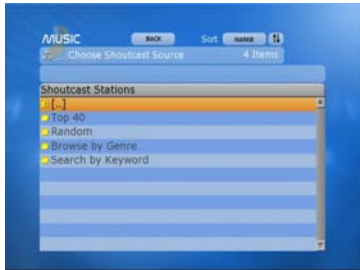 MUSIC BACK Sort NAME
Choose Shoutcast Source 4 Items
Shoutcast Stations
[..]
Top 40
Random
Browse by Genre
Search by Keyword